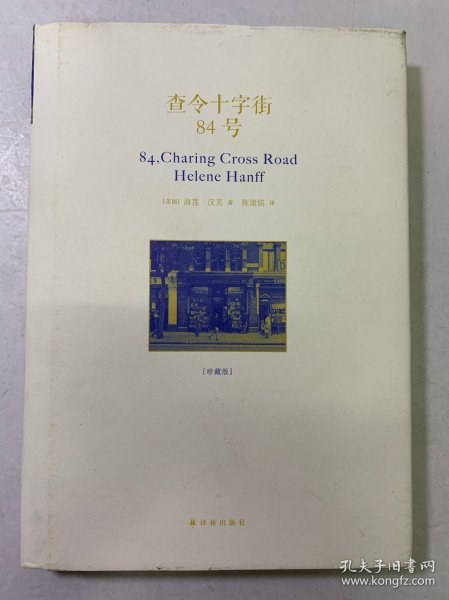 查令十字街
84号
84,Charing Cross Road
Helene Hanff
[美国] 海莲·汉芙 著 陈建铭 译
[珍藏版]
译林出版社
孔夫子旧书网
www.kongfz.com